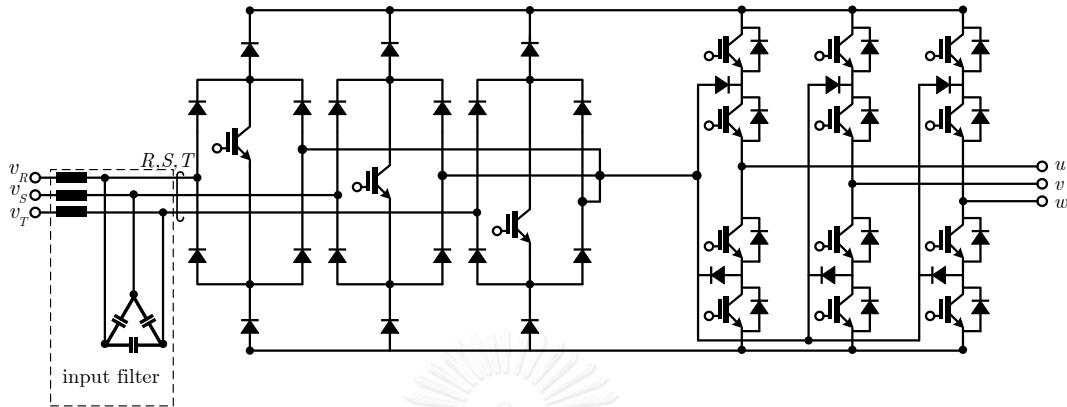 R, S, T
v_R
v_S
v_T
u
v
w
input filter